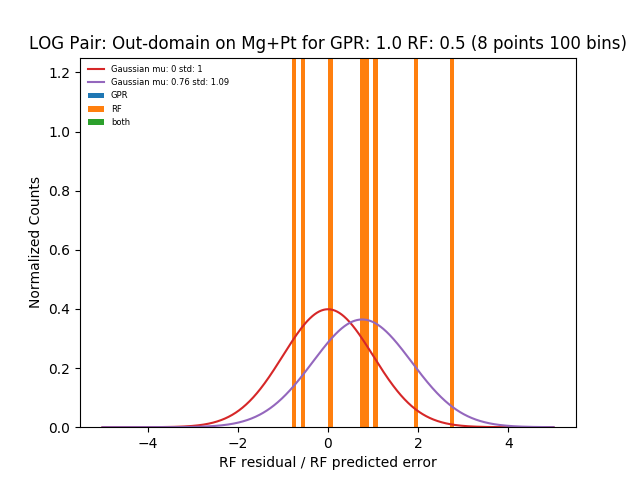 LOG Pair: Out-domain on Mg+Pt for GPR: 1.0 RF: 0.5 (8 points 100 bins)
Gaussian mu: 0 std: 1
Gaussian mu: 0.76 std: 1.09
GPR
RF
both
1.2
1.0
0.8
0.6
0.4
0.2
0.0
Normalized Counts
−4 −2 0 2 4
RF residual / RF predicted error